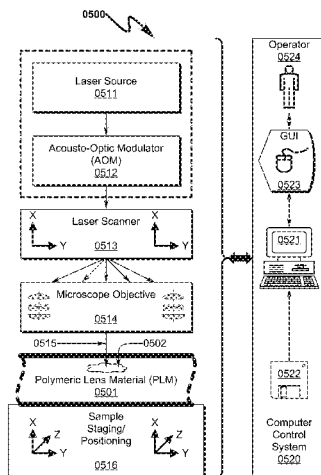 0500
Laser Source
0511
Acousto-Optic Modulator
(AOM)
0512
Laser Scanner
X
Y
0513
X
Y
Microscope Objective
0514
0515
0502
Polymeric Lens Material (PLM)
0501
Sample
Staging/
Positioning
X
Z
Y
X
Z
Y
0516
Operator
0524
GUI
0523
0521
0522
Computer
Control
System
0520